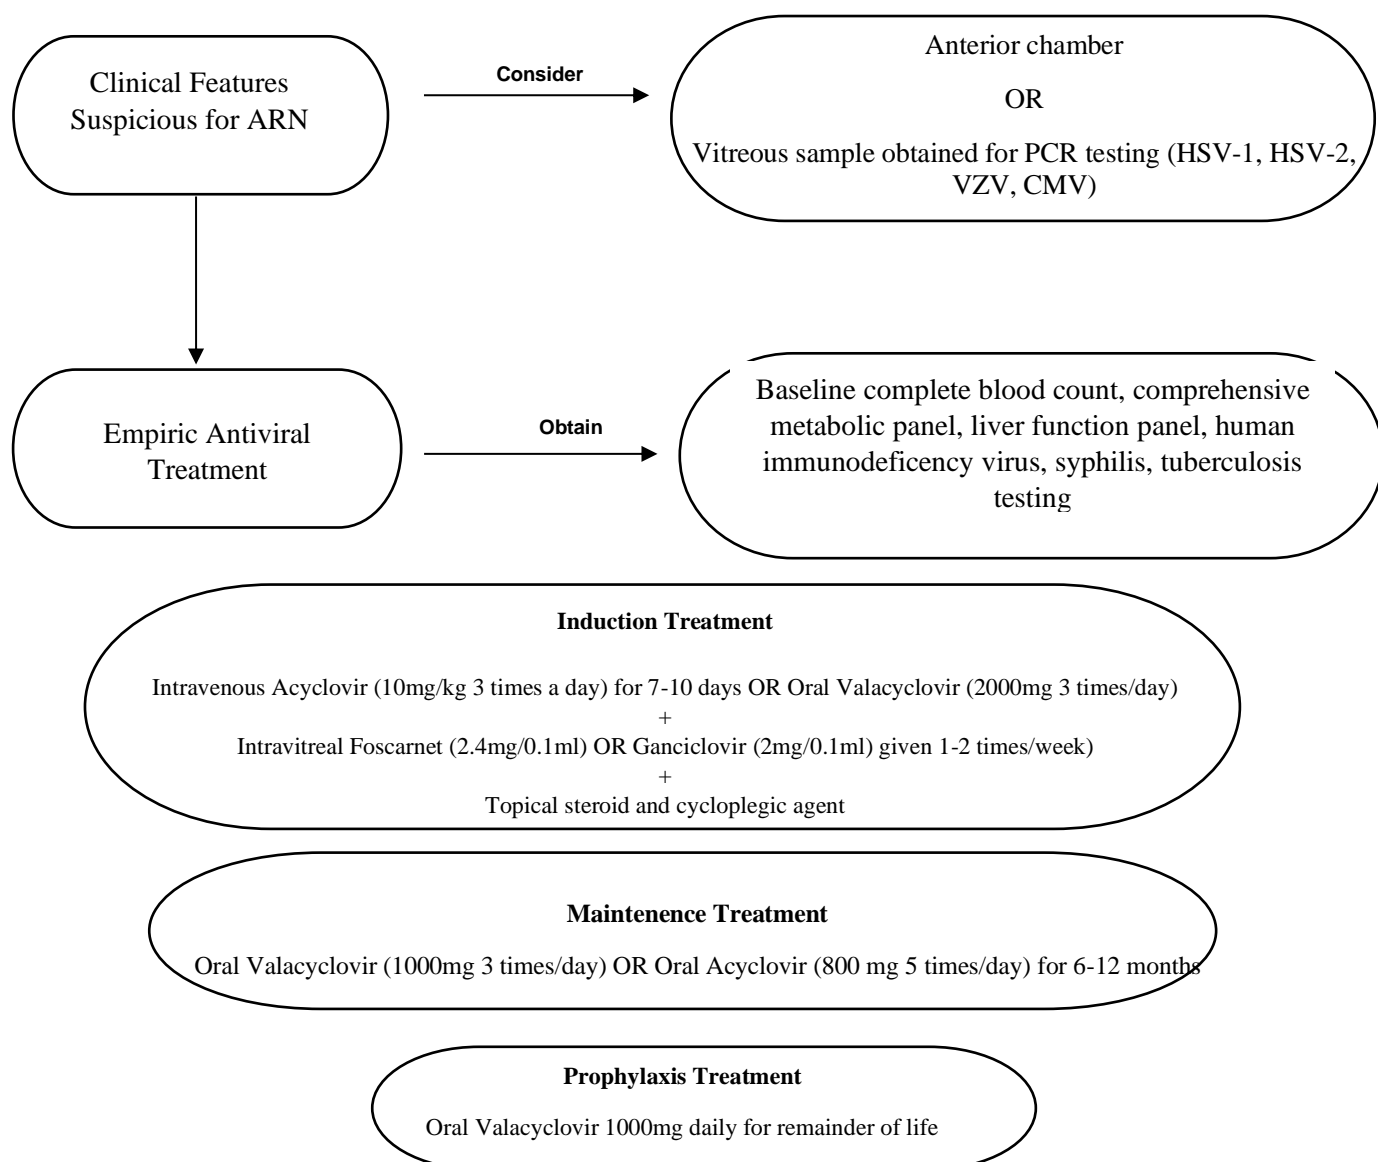 Clinical Features
Suspicious for ARN
Consider
Anterior chamber
OR
Vitreous sample obtained for PCR testing (HSV-1, HSV-2,
VZV, CMV)
Empiric Antiviral
Treatment
Obtain
Baseline complete blood count, comprehensive
metabolic panel, liver function panel, human
immunodeficency virus, syphilis, tuberculosis
testing
Induction Treatment
Intravenous Acyclovir (10mg/kg 3 times a day) for 7-10 days OR Oral Valacyclovir (2000mg 3 times/day)
+
Intravitreal Foscarnet (2.4mg/0.1ml) OR Ganciclovir (2mg/0.1ml) given 1-2 times/week)
+
Topical steroid and cycloplegic agent
Maintenence Treatment
Oral Valacyclovir (1000mg 3 times/day) OR Oral Acyclovir (800 mg 5 times/day) for 6-12 months
Prophylaxis Treatment
Oral Valacyclovir 1000mg daily for remainder of life